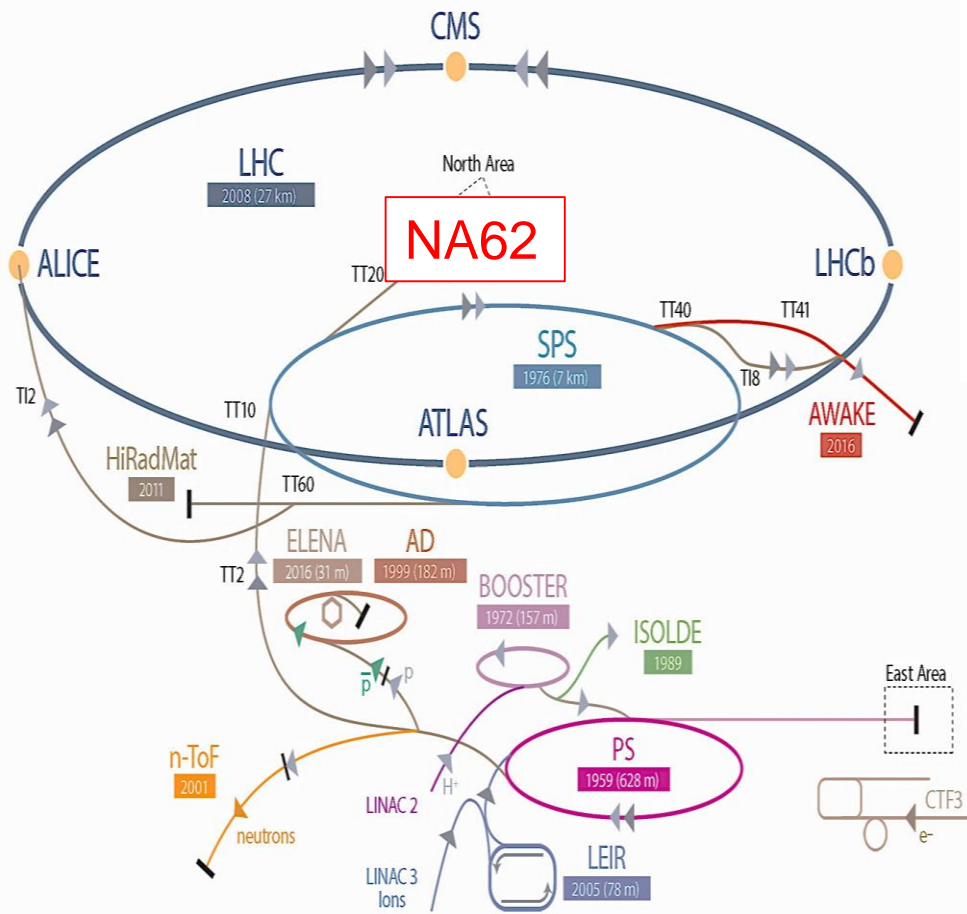 CMS
LHC
2008 (27 km)
North Area
NA62
ALICE
TT20
LHCb
TT40
TT41
SPS
1976 (7 km)
TI8
TI2
TT10
ATLAS
AWAKE
2016
HiRadMat
2011
TT60
ELENA
2016 (31 m)
AD
1999 (182 m)
TT2
BOOSTER
1972 (157 m)
ISOLDE
1989
p̅
p
East Area
n-ToF
2001
PS
1959 (628 m)
H⁺
LINAC 2
neutrons
CTF3
e⁻
LEIR
2005 (78 m)
LINAC 3
Ions